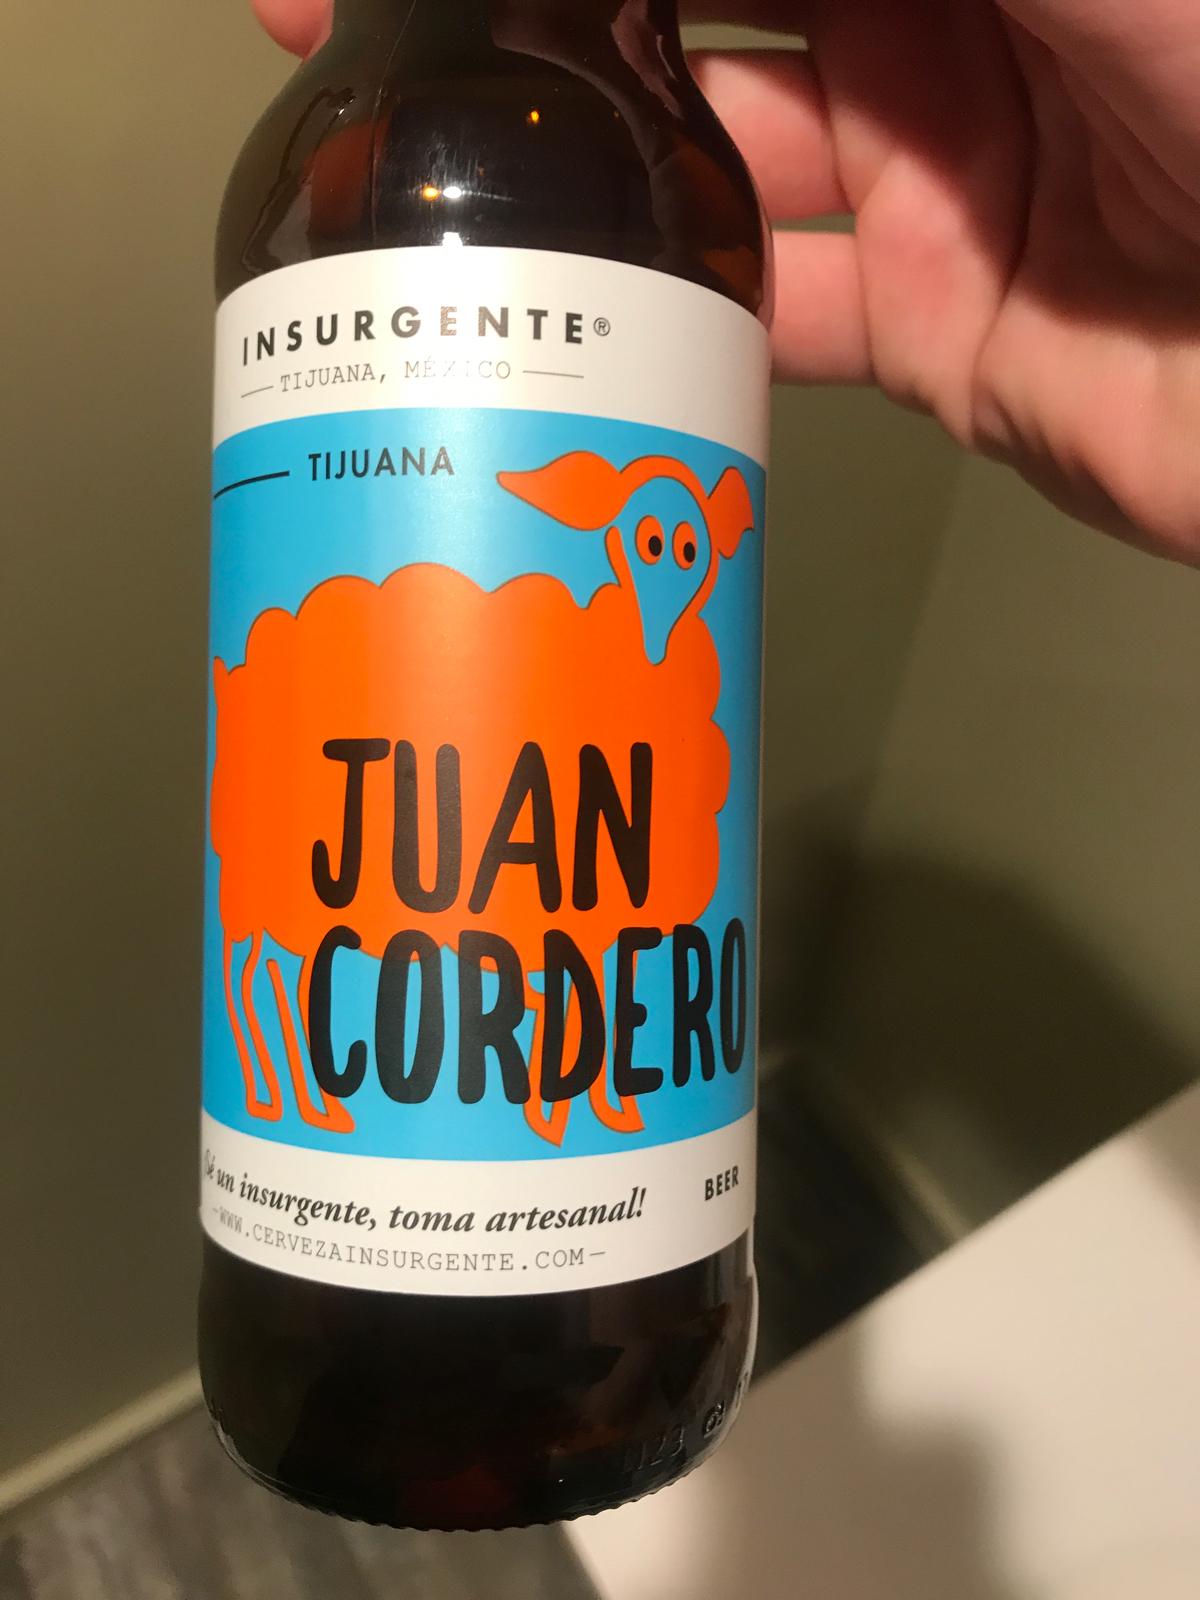 INSURGENTE®
TIJUANA, MÉXICO
TIJUANA
JUAN
CORDERO
Sé un insurgente, toma artesanal!
BEER
-WWW.CERVEZAINSURGENTE.COM-